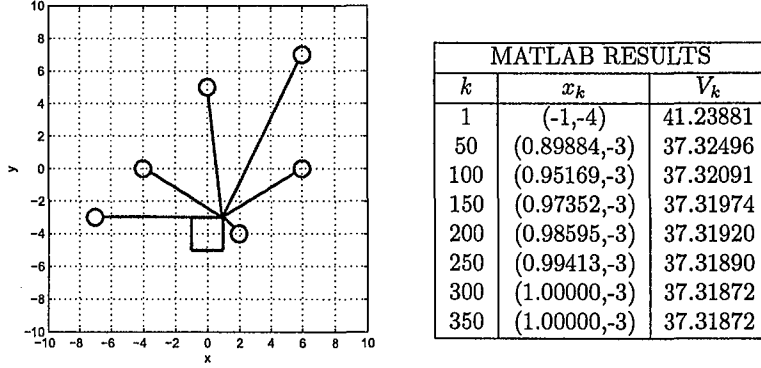 10
8
6
4
2
0
−2
−4
−6
−8
−10
−10 −8 −6 −4 −2 0 2 4 6 8 10
y
x
MATLAB RESULTS
k x_k V_k
1 (-1,-4) 41.23881
50 (0.89884,-3) 37.32496
100 (0.95169,-3) 37.32091
150 (0.97352,-3) 37.31974
200 (0.98595,-3) 37.31920
250 (0.99413,-3) 37.31890
300 (1.00000,-3) 37.31872
350 (1.00000,-3) 37.31872